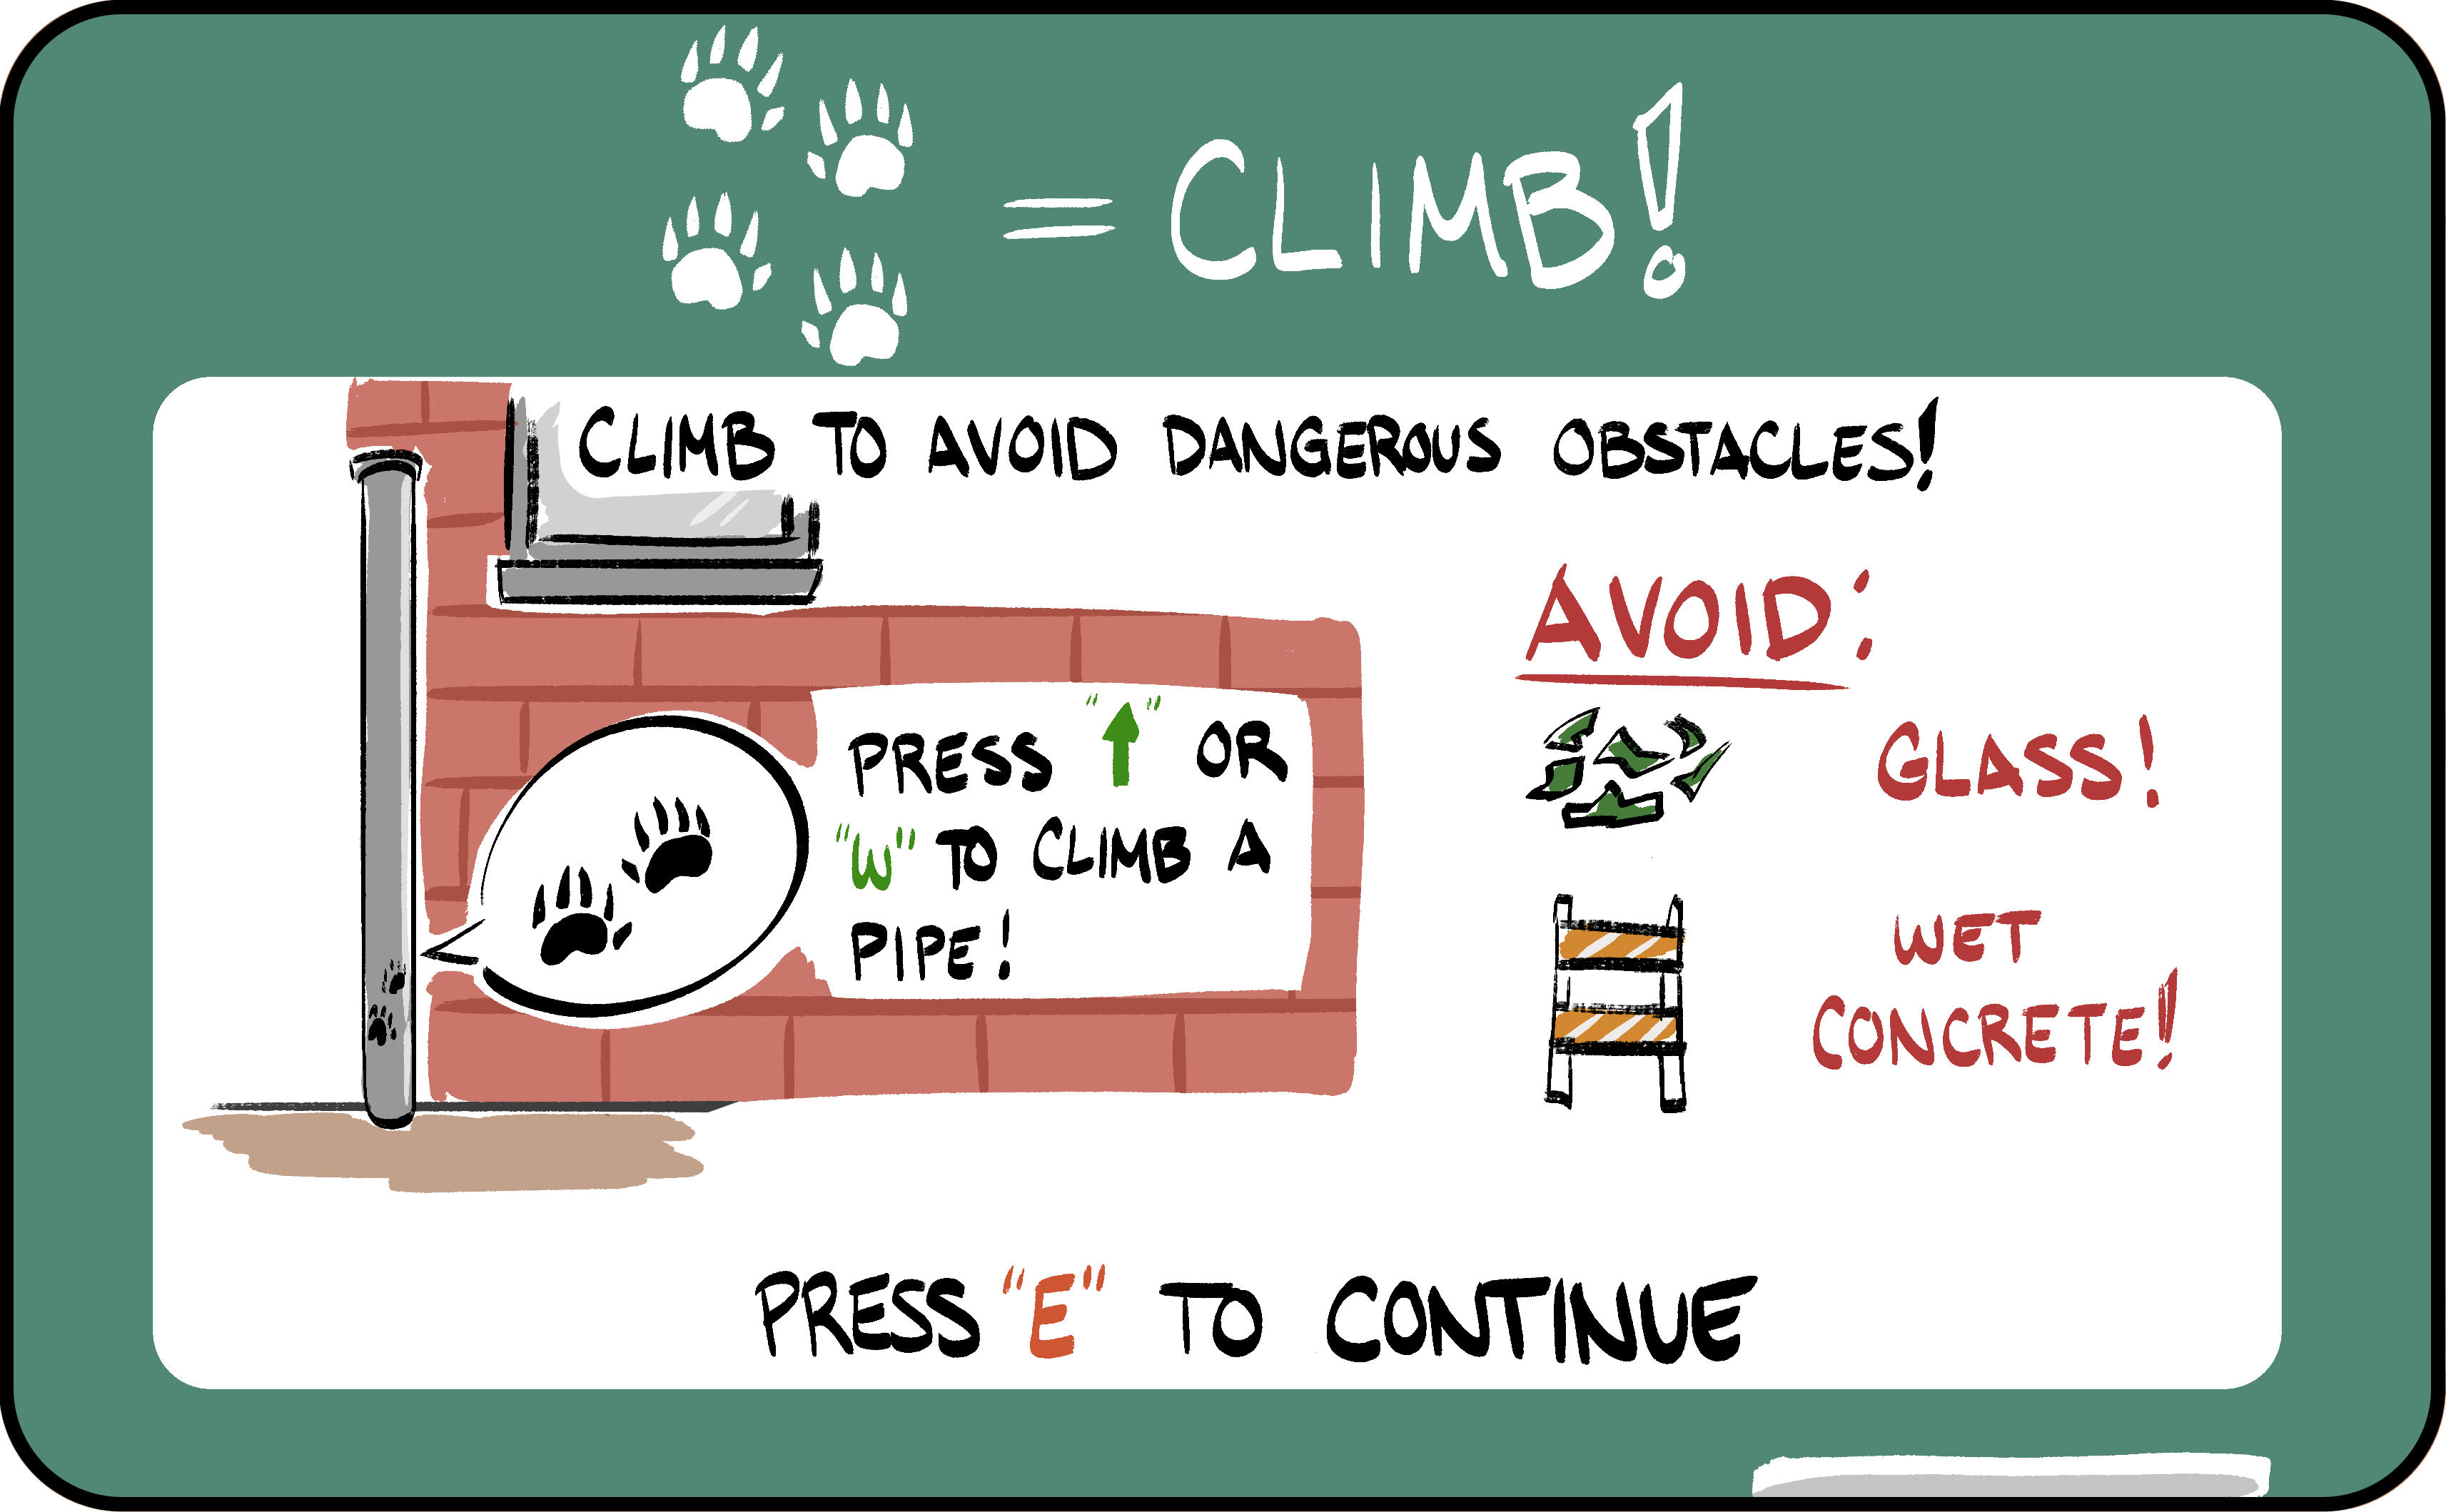 = CLIMB!
CLIMB TO AVOID DANGEROUS OBSTACLES!
PRESS "↑" OR
"W" TO CLIMB A
PIPE!
AVOID:
GLASS!
WET
CONCRETE!
PRESS "E" TO CONTINUE